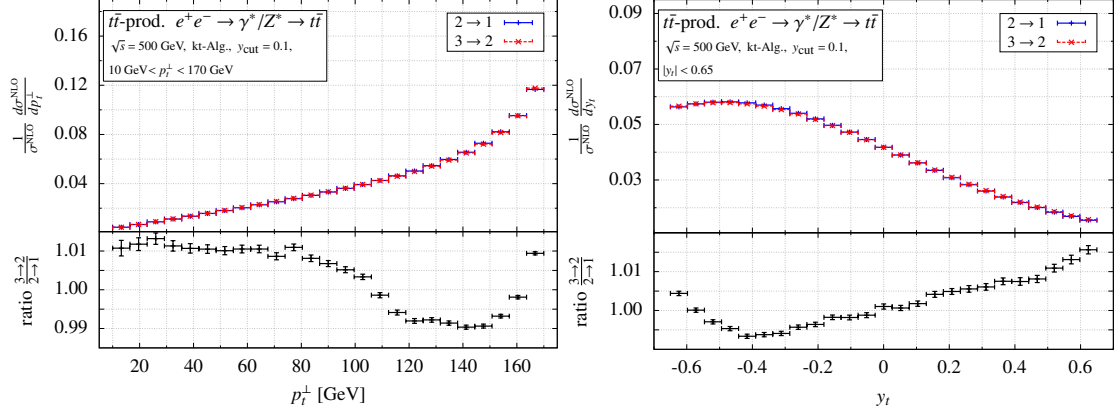 tt̄-prod. e⁺e⁻ → γ*/Z* → tt̄
√s = 500 GeV, kt-Alg., y_cut = 0.1,
10 GeV < p_t^⊥ < 170 GeV
2 → 1
3 → 2
1/σ^NLO dσ^NLO/dp_t^⊥
0.16
0.12
0.08
0.04
ratio 3→2/2→1
1.01
1.00
0.99
20 40 60 80 100 120 140 160
p_t^⊥ [GeV]
tt̄-prod. e⁺e⁻ → γ*/Z* → tt̄
√s = 500 GeV, kt-Alg., y_cut = 0.1,
|y_t| < 0.65
2 → 1
3 → 2
1/σ^NLO dσ^NLO/dy_t
0.09
0.06
0.03
ratio 3→2/2→1
1.01
1.00
-0.6 -0.4 -0.2 0 0.2 0.4 0.6
y_t